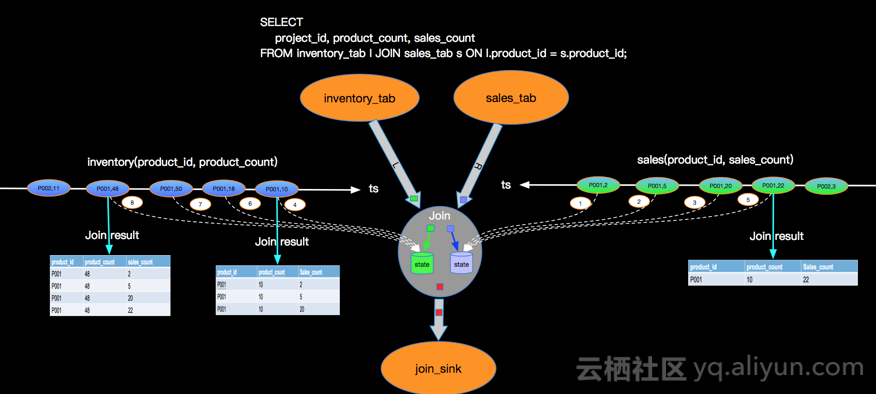 SELECT
project_id, product_count, sales_count
FROM inventory_tab I JOIN sales_tab s ON I.product_id = s.product_id;
inventory_tab
sales_tab
inventory(product_id, product_count)
sales(product_id, sales_count)
L
R
P002,11
P001,48
P001,50
P001,18
P001,10
ts
ts
P001,2
P001,5
P001,20
P001,22
P002,3
8
7
6
4
1
2
3
5
Join
state
state
Join result
product_id product_count sales_count
P001 48 2
P001 48 5
P001 48 20
P001 48 22
Join result
product_id product_count Sales_count
P001 10 2
P001 10 5
P001 10 20
Join result
product_id product_count Sales_count
P001 10 22
join_sink
云栖社区 yq.aliyun.com